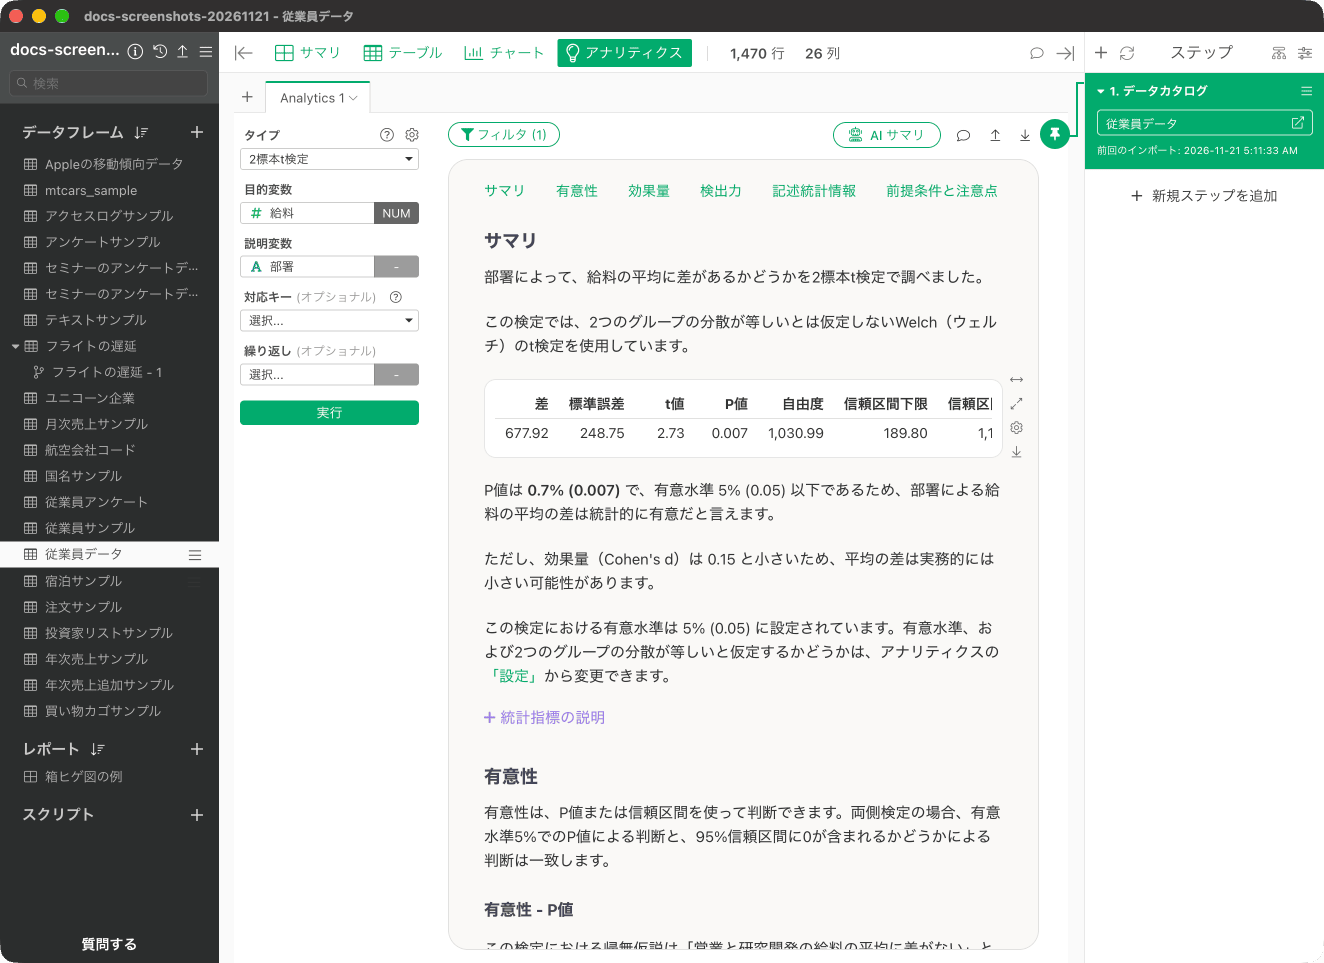 docs-screenshots-20261121 - 従業員データ
docs-screen...
検索
データフレーム
Appleの移動傾向データ
mtcars_sample
アクセスログサンプル
アンケートサンプル
セミナーのアンケートデ...
セミナーのアンケートデ...
テキストサンプル
フライトの遅延
フライトの遅延 - 1
ユニコーン企業
月次売上サンプル
航空会社コード
国名サンプル
従業員アンケート
従業員サンプル
従業員データ
宿泊サンプル
注文サンプル
投資家リストサンプル
年次売上サンプル
年次売上追加サンプル
買い物カゴサンプル
レポート
箱ヒゲ図の例
スクリプト
質問する
サマリ
テーブル
チャート
アナリティクス
1,470 行
26 列
Analytics 1
タイプ
2標本t検定
目的変数
# 給料 NUM
説明変数
A 部署 -
対応キー (オプショナル)
選択...
繰り返し (オプショナル)
選択... -
実行
フィルタ (1)
AI サマリ
サマリ 有意性 効果量 検出力 記述統計情報 前提条件と注意点
サマリ
部署によって、給料の平均に差があるかどうかを2標本t検定で調べました。
この検定では、2つのグループの分散が等しいとは仮定しないWelch（ウェル
チ）のt検定を使用しています。
差 標準誤差 t値 P値 自由度 信頼区間下限 信頼区
677.92 248.75 2.73 0.007 1,030.99 189.80 1,1
P値は 0.7% (0.007) で、有意水準 5% (0.05) 以下であるため、部署による給
料の平均の差は統計的に有意だと言えます。
ただし、効果量（Cohen's d）は 0.15 と小さいため、平均の差は実務的には
小さい可能性があります。
この検定における有意水準は 5% (0.05) に設定されています。有意水準、お
よび2つのグループの分散が等しいと仮定するかどうかは、アナリティクスの
「設定」から変更できます。
+ 統計指標の説明
有意性
有意性は、P値または信頼区間を使って判断できます。両側検定の場合、有意
水準5%でのP値による判断と、95%信頼区間に0が含まれるかどうかによる
判断は一致します。
有意性 - P値
この検定における帰無仮説は「営業と研究開発の給料の平均に差がない」と
ステップ
1. データカタログ
従業員データ
前回のインポート: 2026-11-21 5:11:33 AM
+ 新規ステップを追加